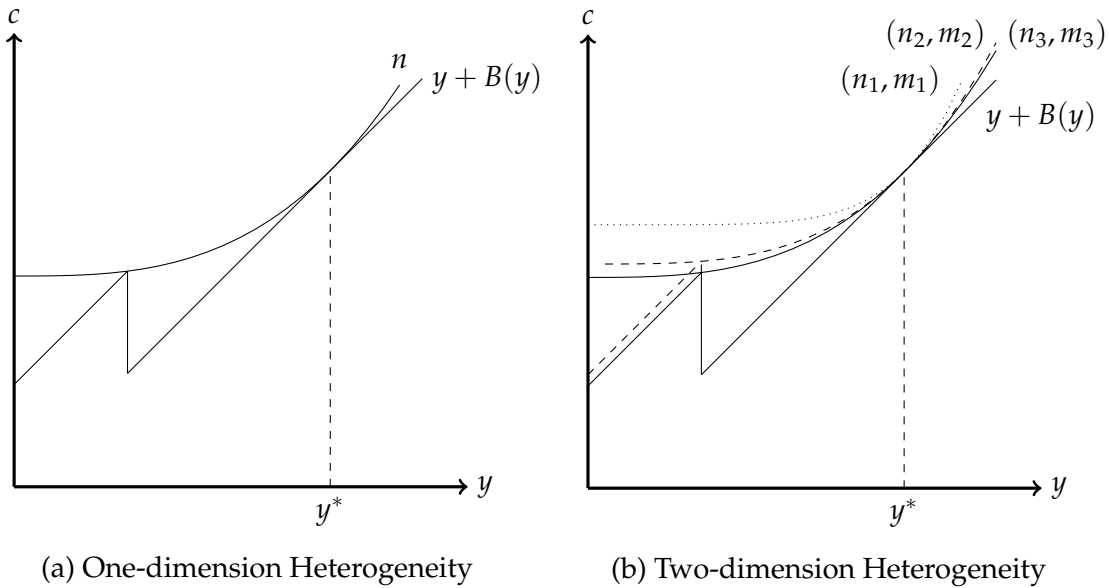 c
n
y + B(y)
y
y*
(a) One-dimension Heterogeneity
c
(n₂, m₂) (n₃, m₃)
(n₁, m₁)
y + B(y)
y
y*
(b) Two-dimension Heterogeneity